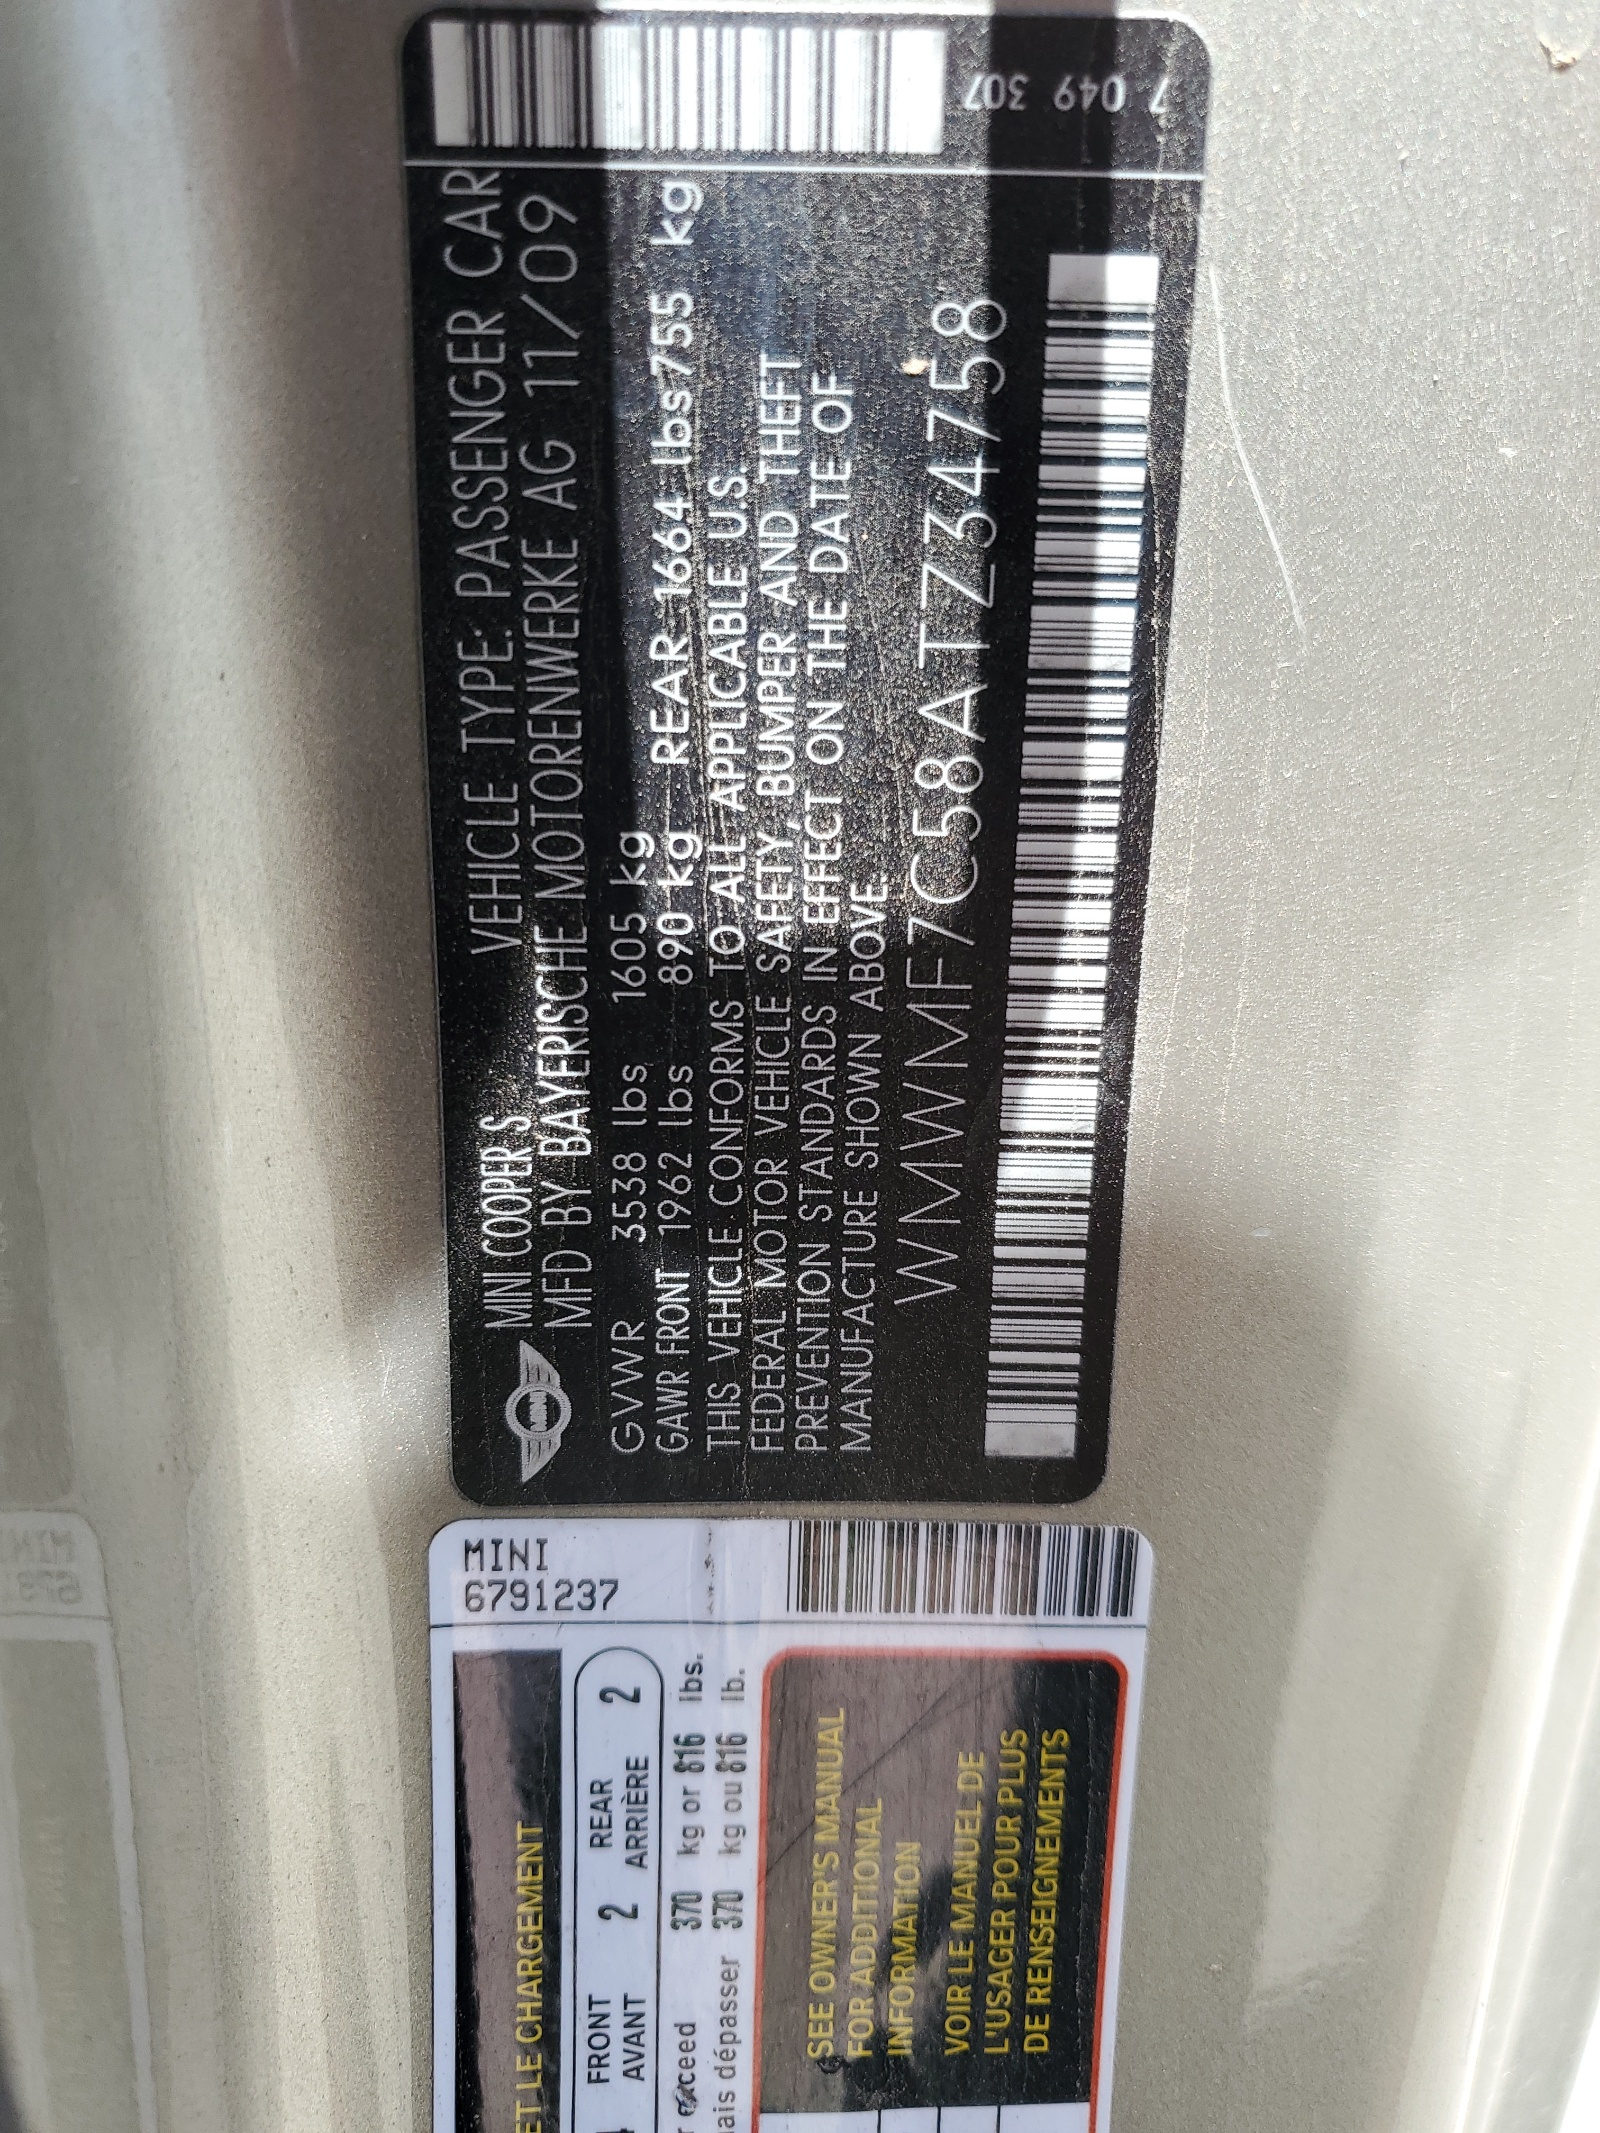 MINI COOPER S VEHICLE TYPE: PASSENGER CAR
MFD BY BAYERISCHE MOTORENWERKE AG 11/09
MINI
GVWR 3538 lbs 1605 kg
GAWR FRONT 1962 lbs 890 kg REAR 1664 lbs 755 kg
THIS VEHICLE CONFORMS TO ALL APPLICABLE U.S.
FEDERAL MOTOR VEHICLE SAFETY, BUMPER AND THEFT
PREVENTION STANDARDS IN EFFECT ON THE DATE OF
MANUFACTURE SHOWN ABOVE.
WMWMF7C58ATZ34758
7 049 307
MINI
6791237
ET LE CHARGEMENT
FRONT 2 REAR 2
AVANT ARRIÈRE
exceed 370 kg or 816 lbs.
dépasser 370 kg ou 816 lb.
SEE OWNER'S MANUAL
FOR ADDITIONAL
INFORMATION
VOIR LE MANUEL DE
L'USAGER POUR PLUS
DE RENSEIGNEMENTS